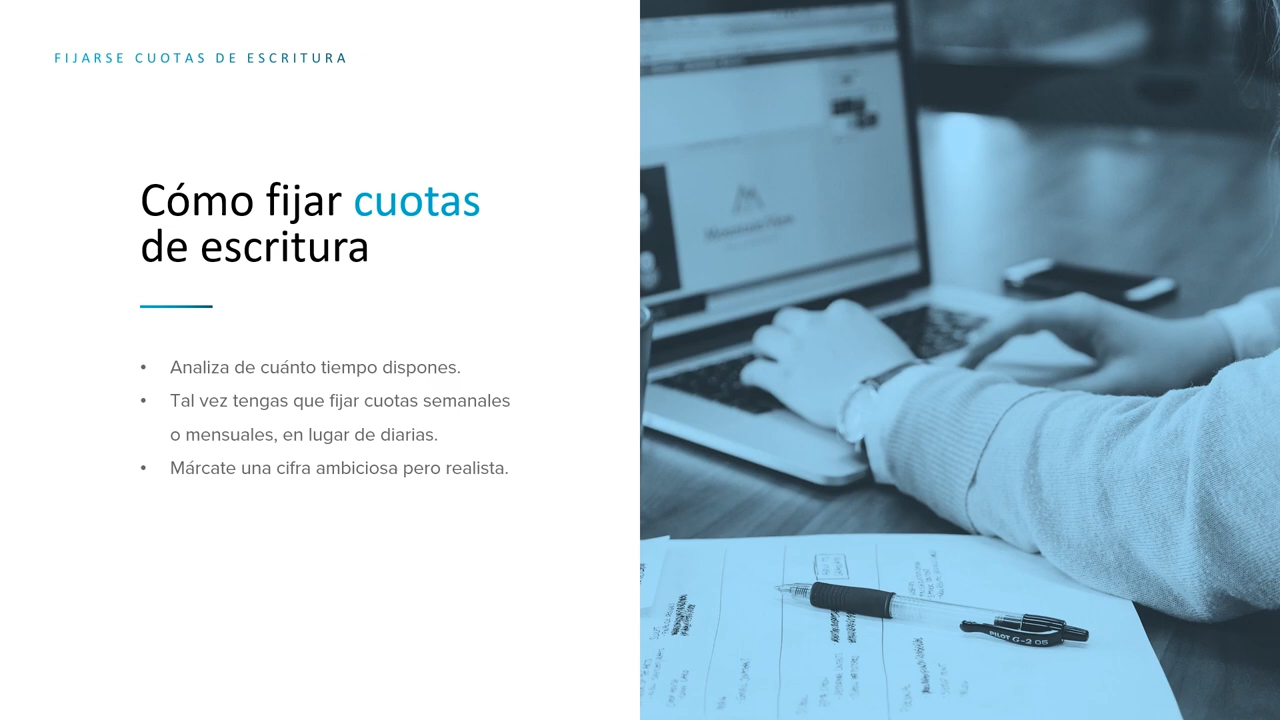 FIJARSE CUOTAS DE ESCRITURA
Cómo fijar cuotas
de escritura
• Analiza de cuánto tiempo dispones.
• Tal vez tengas que fijar cuotas semanales
o mensuales, en lugar de diarias.
• Márcate una cifra ambiciosa pero realista.
PILOT G-2 05